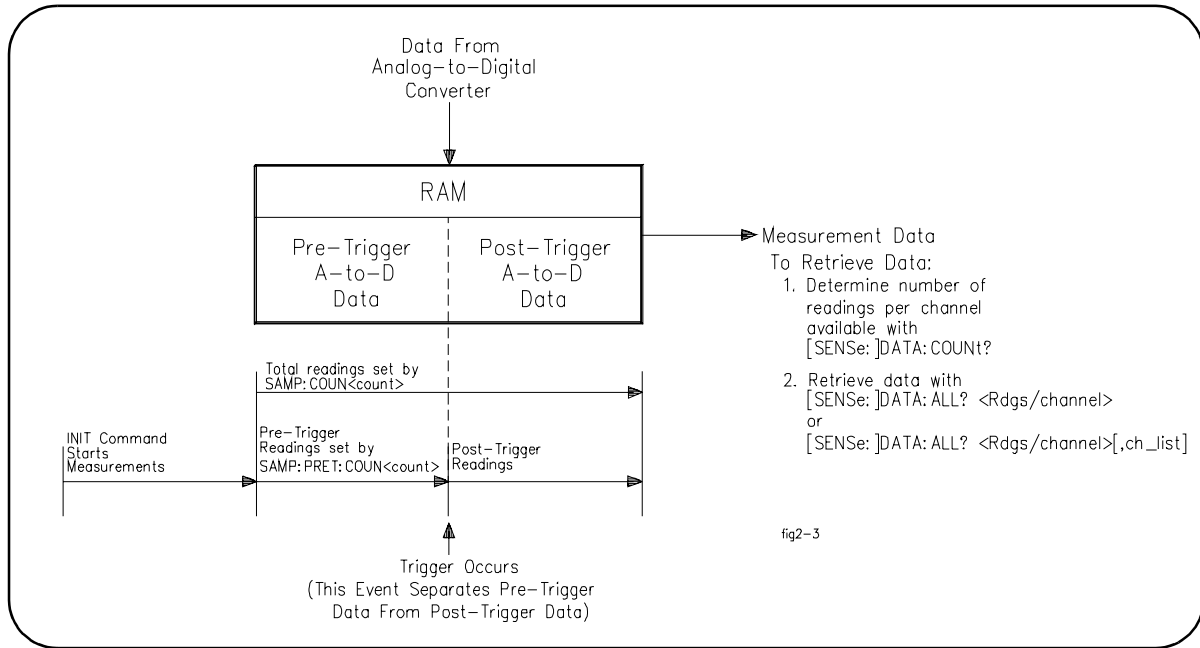 Data From
Analog-to-Digital
Converter
RAM
Pre-Trigger
A-to-D
Data
Post-Trigger
A-to-D
Data
Measurement Data
To Retrieve Data:
1. Determine number of
readings per channel
available with
[SENSe:]DATA:COUNt?
2. Retrieve data with
[SENSe:]DATA:ALL? <Rdgs/channel>
or
[SENSe:]DATA:ALL? <Rdgs/channel>[,ch_list]
Total readings set by
SAMP:COUN<count>
INIT Command
Starts
Measurements
Pre-Trigger
Readings set by
SAMP:PRET:COUN<count>
Post-Trigger
Readings
Trigger Occurs
(This Event Separates Pre-Trigger
Data From Post-Trigger Data)
fig2-3